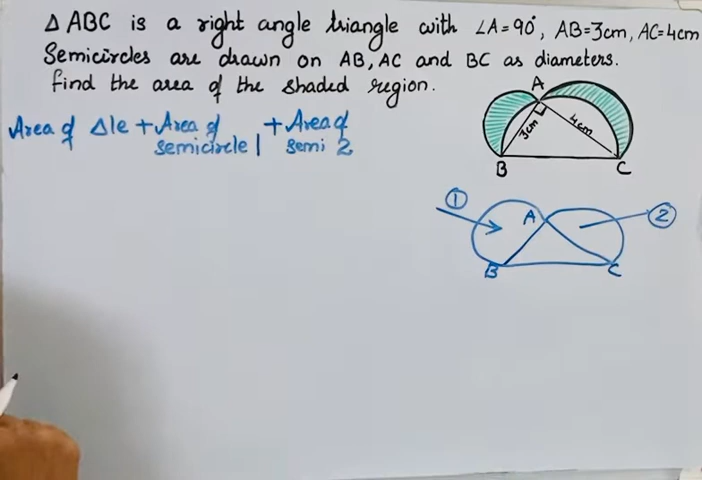 Δ ABC is a right angle triangle with ∠A=90°, AB=3cm, AC=4cm
Semicircles are drawn on AB, AC and BC as diameters.
find the area of the shaded region.
Area of Δle + Area of semicircle 1 + Area of semi 2
A
3cm
4cm
B
C
1
A
2
B
C